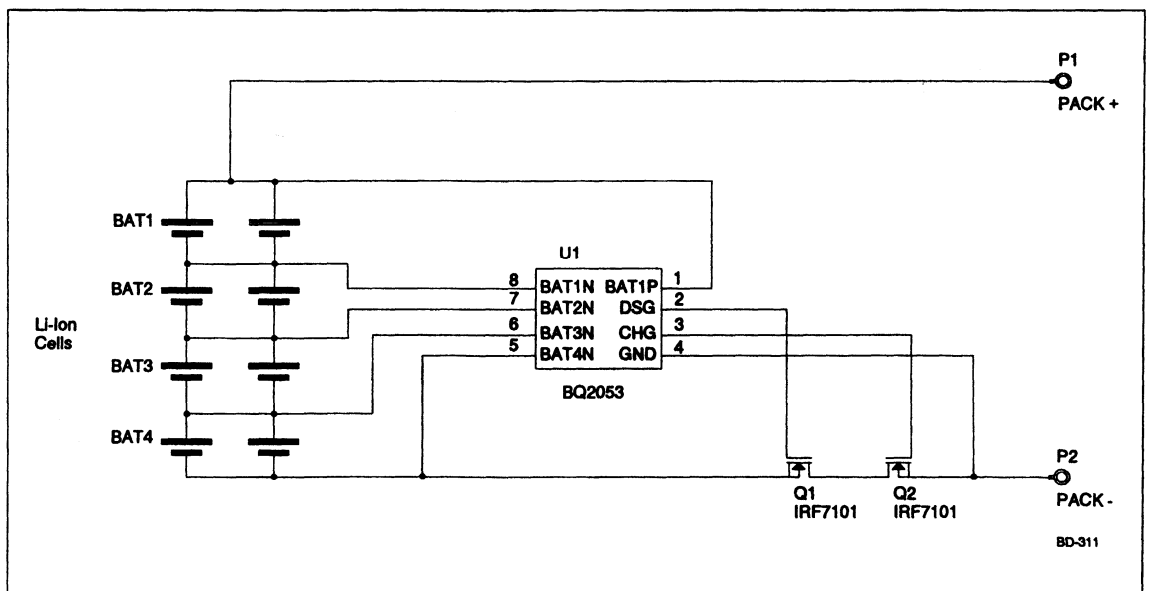 P1
PACK +
BAT1
U1
8 BAT1N BAT1P 1
7 BAT2N DSG 2
6 BAT3N CHG 3
5 BAT4N GND 4
BQ2053
BAT2
Li-Ion
Cells
BAT3
BAT4
Q1
IRF7101
Q2
IRF7101
P2
PACK -
BD-311